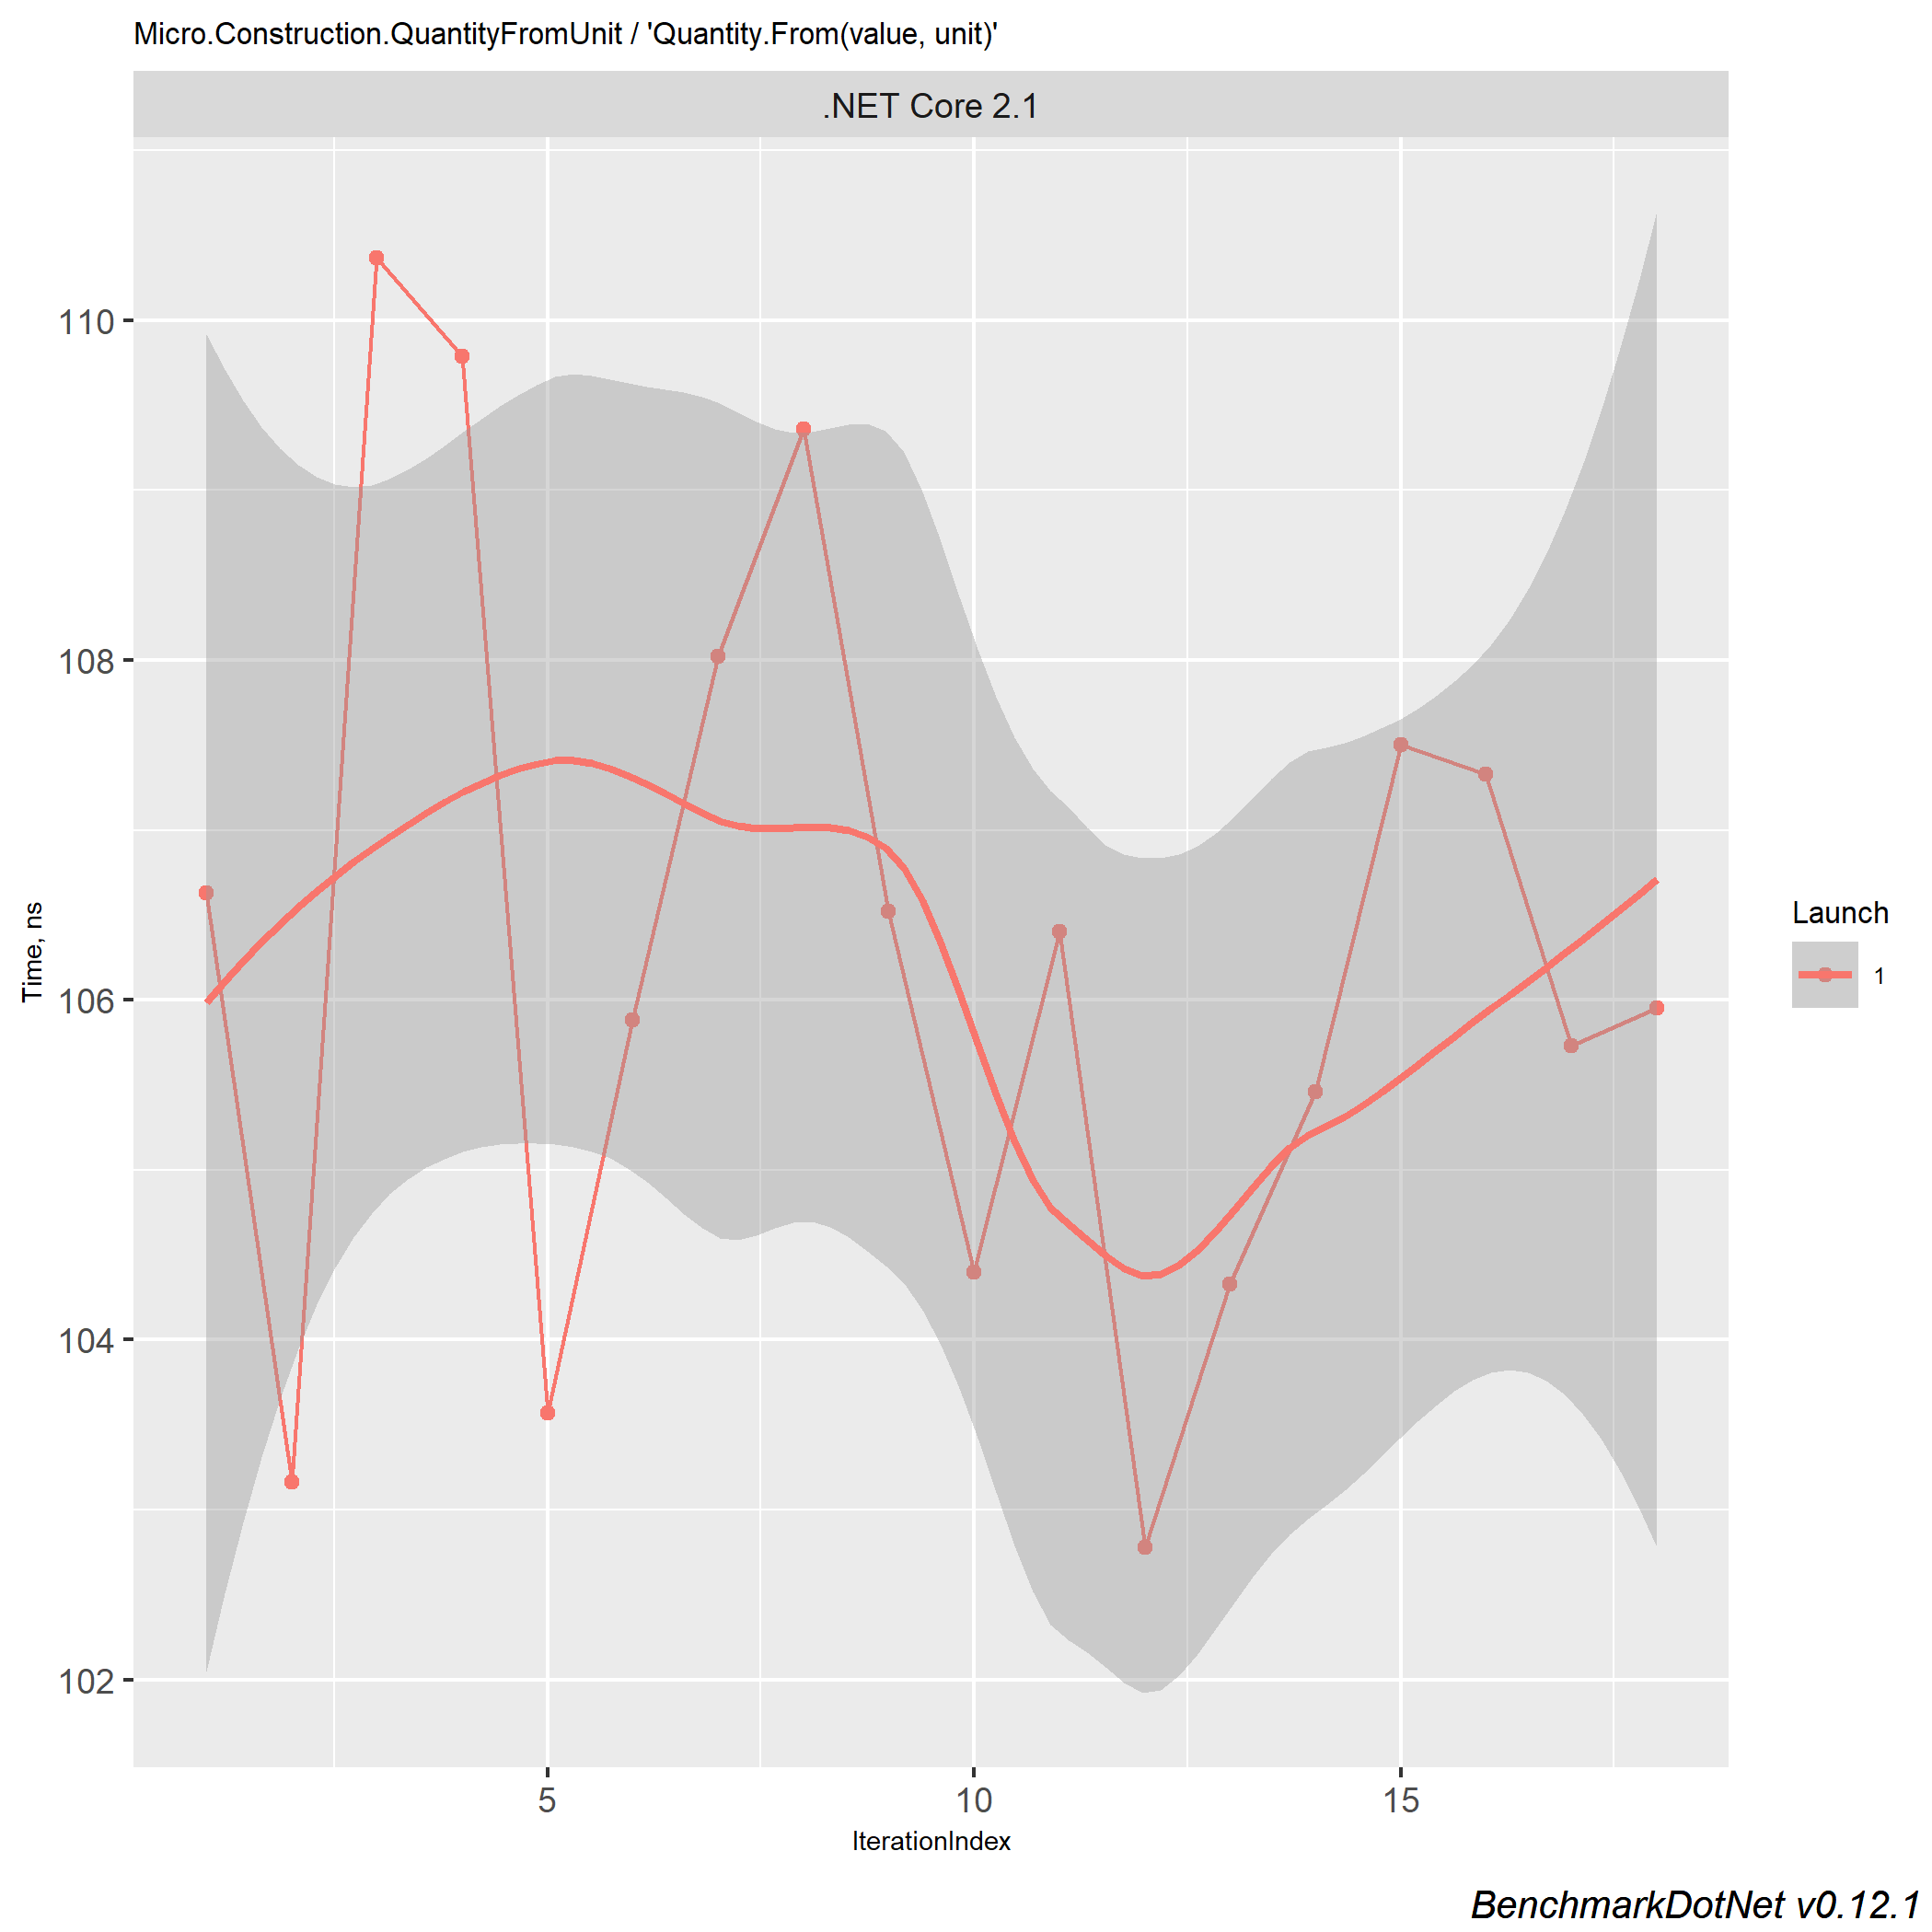 Micro.Construction.QuantityFromUnit / 'Quantity.From(value, unit)'
.NET Core 2.1
110
108
106
104
102
Time, ns
5 10 15
IterationIndex
Launch
1
BenchmarkDotNet v0.12.1